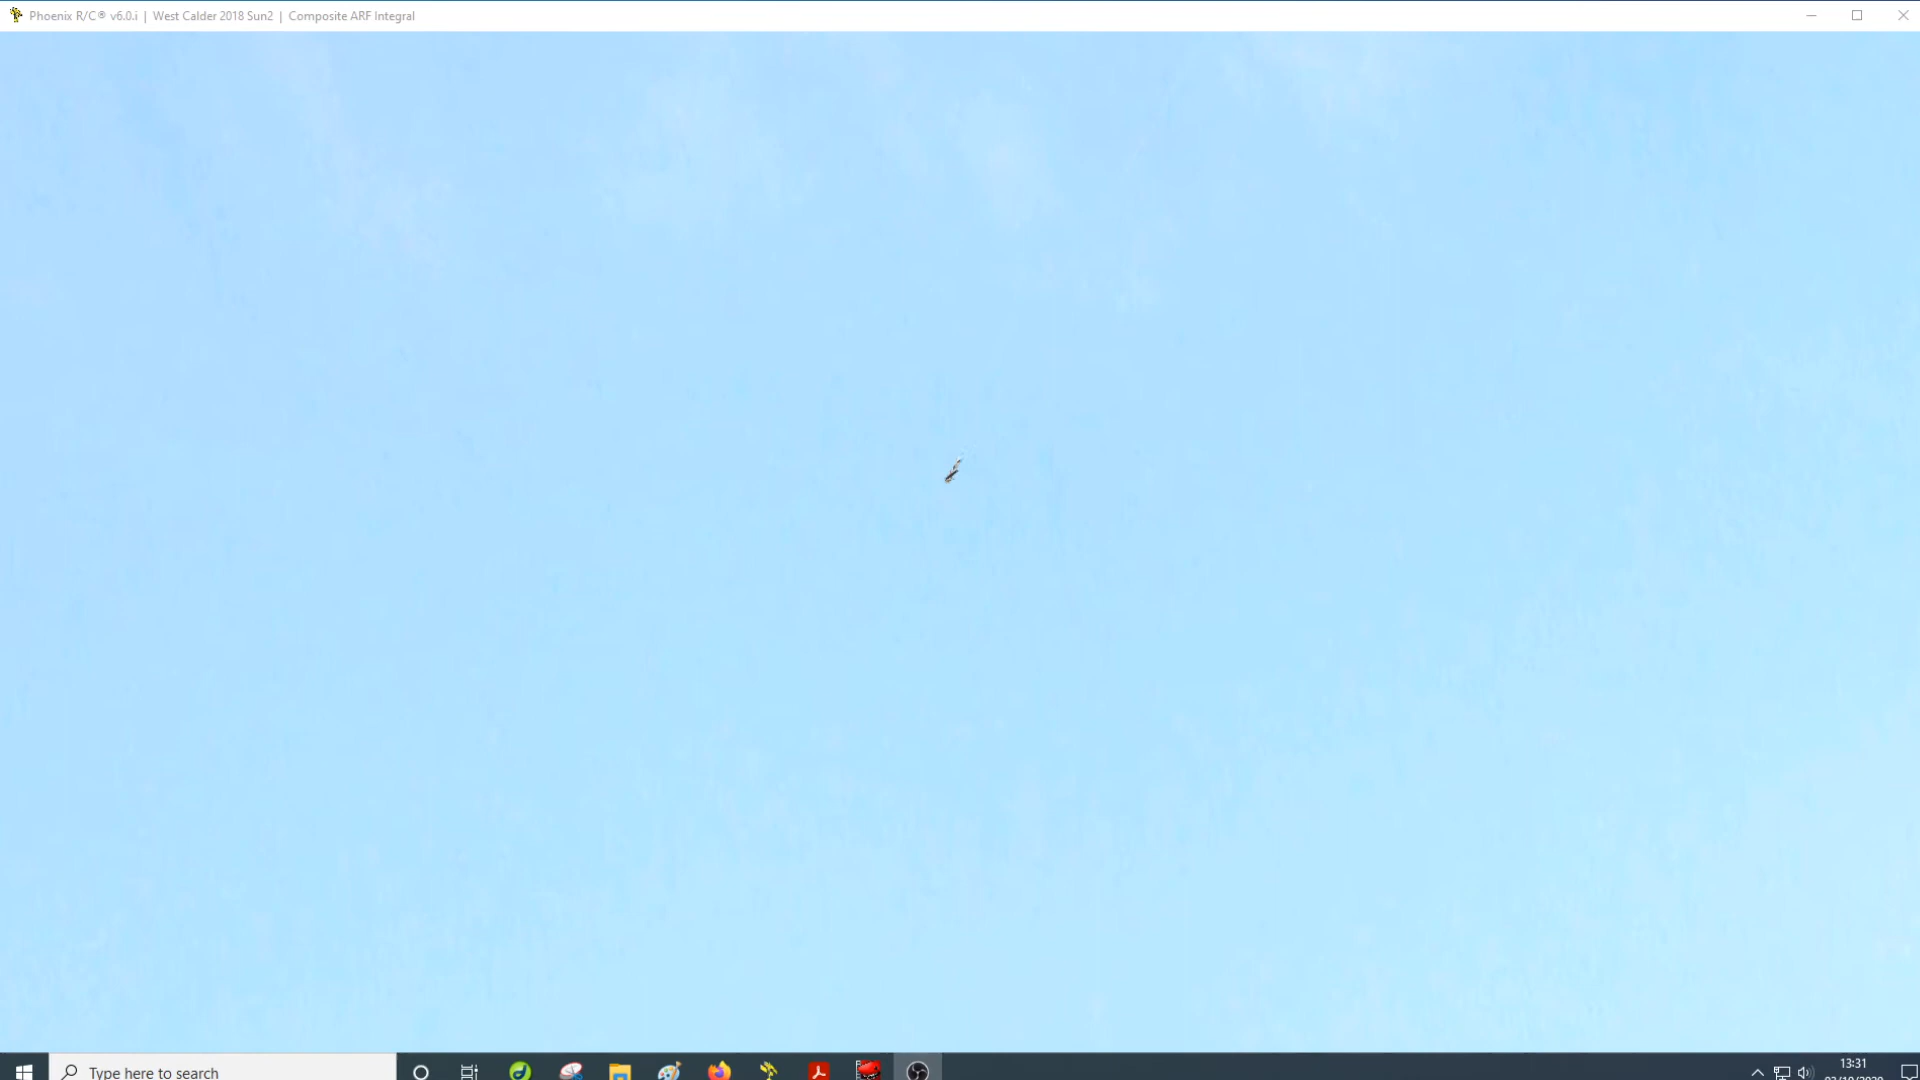 Phoenix R/C® v6.0.i | West Calder 2018 Sun2 | Composite ARF Integral
Type here to search
13:31